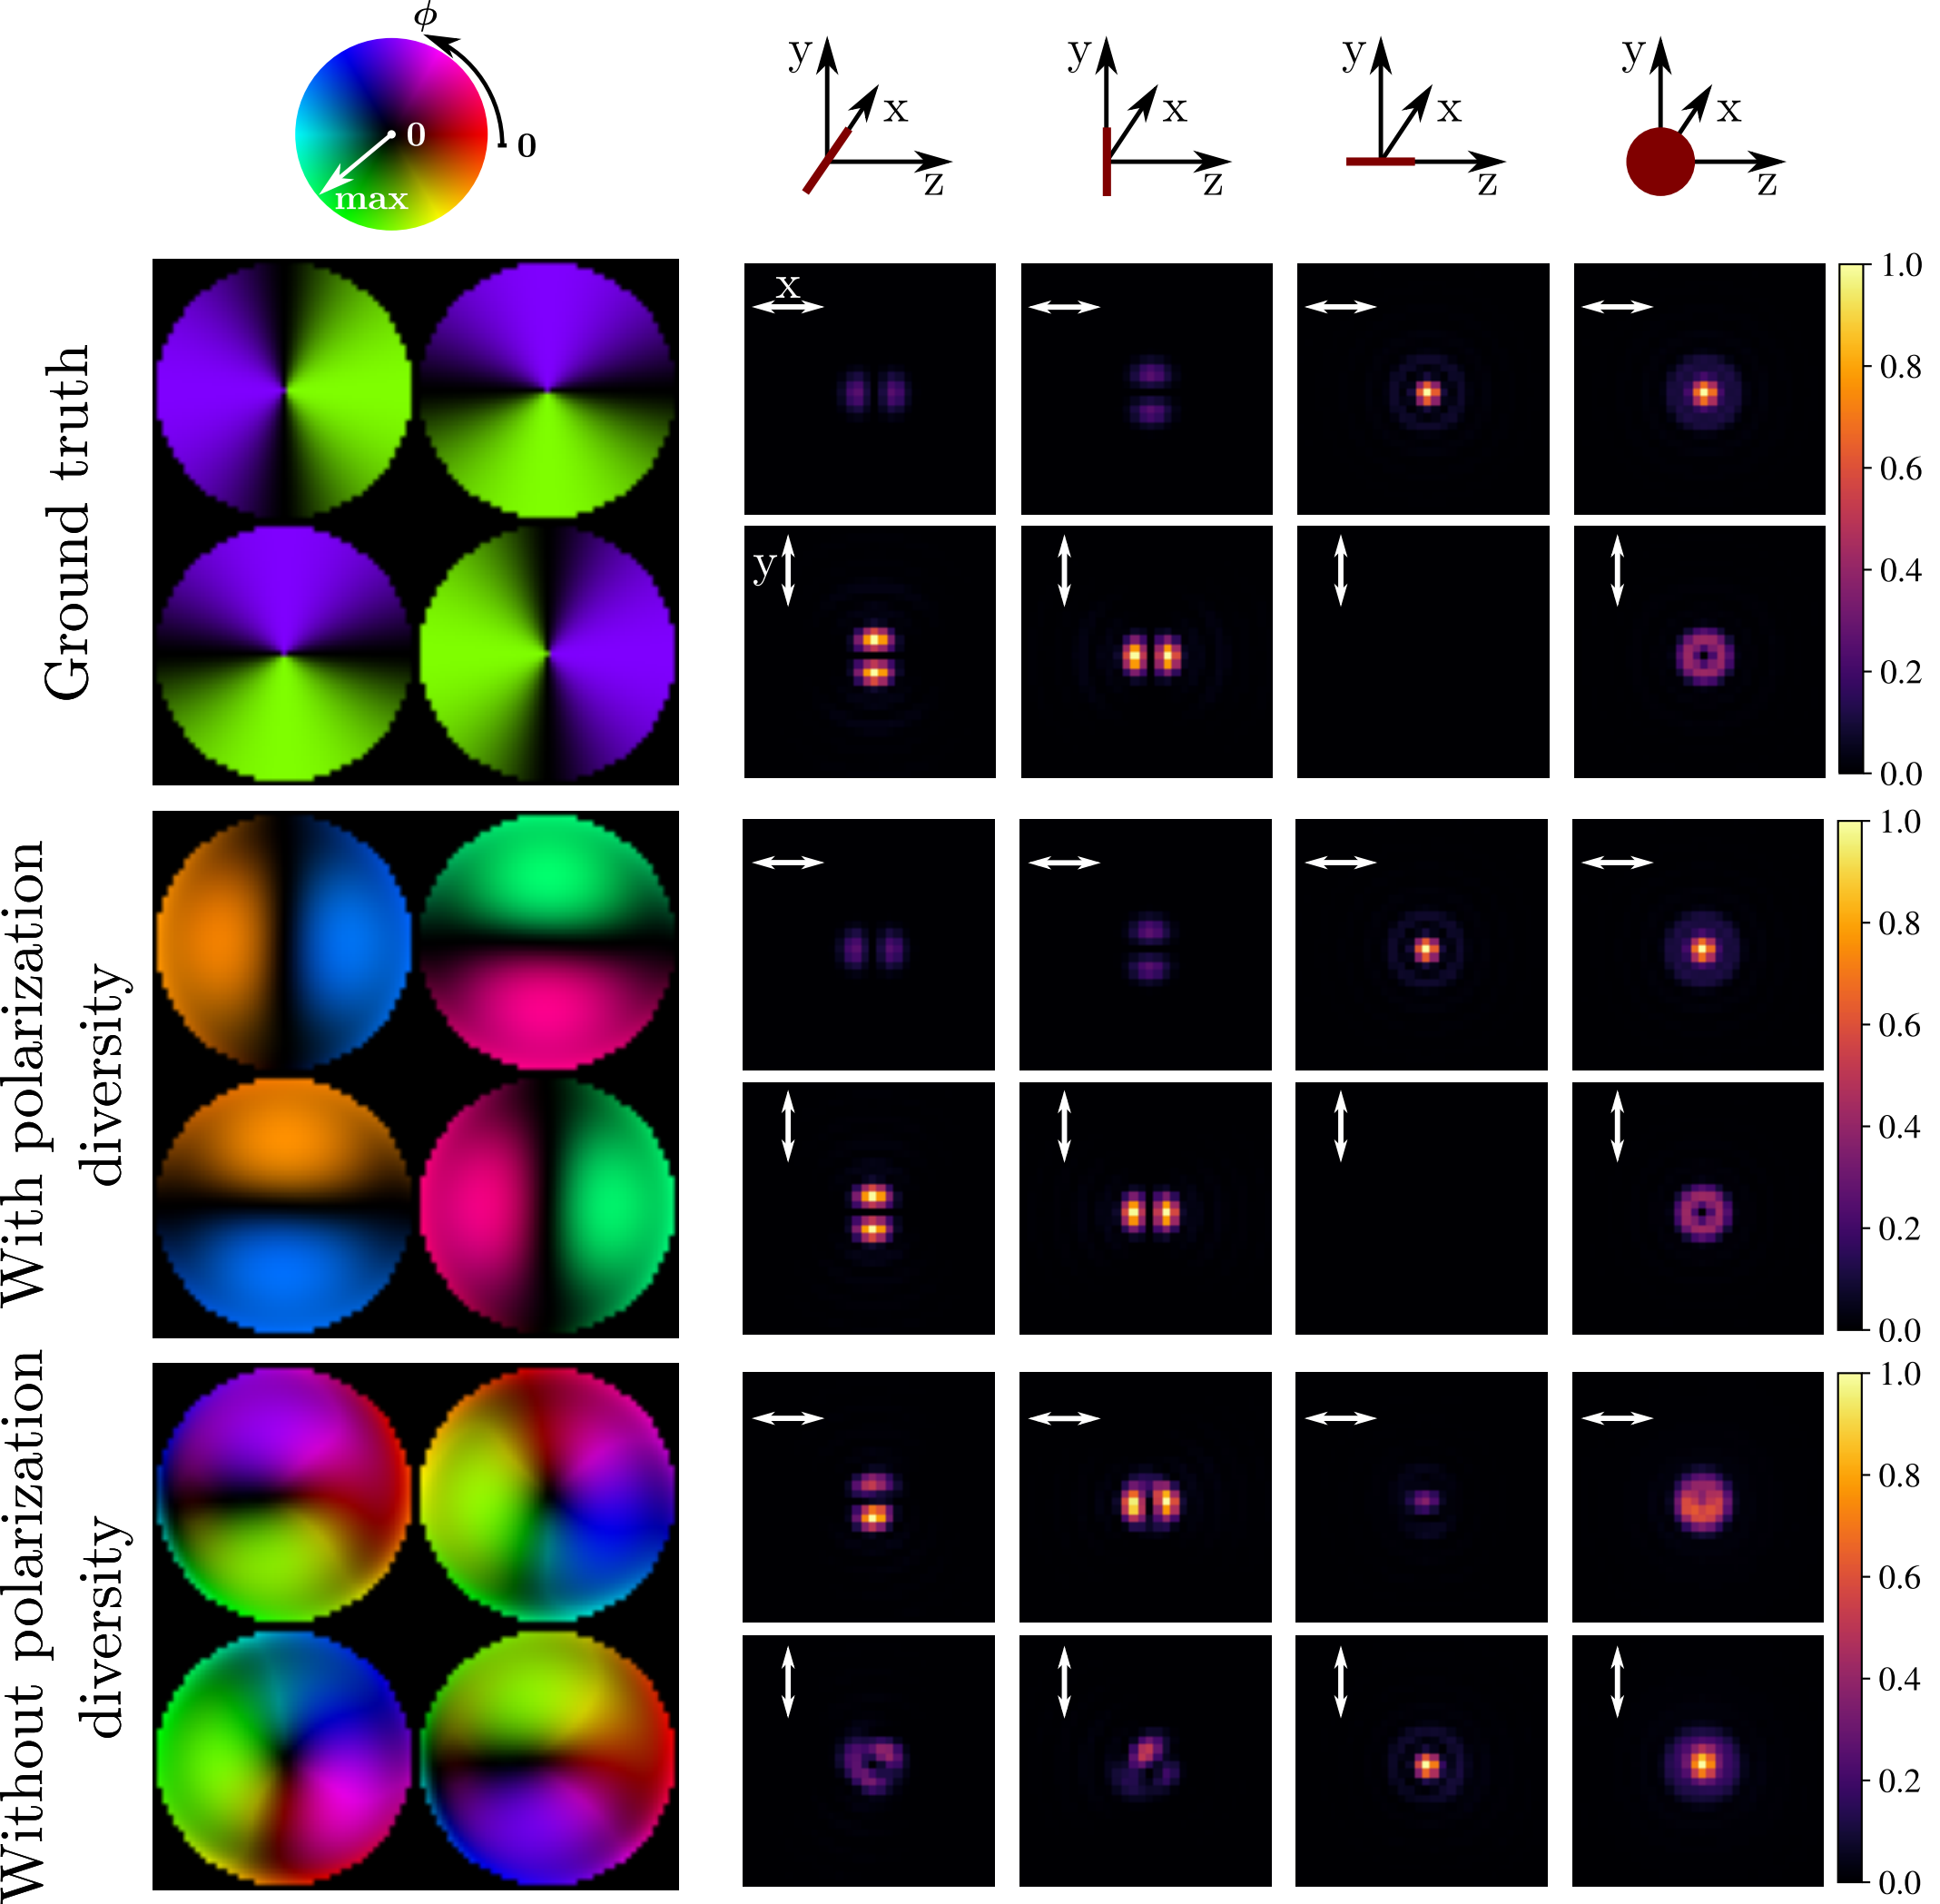 ϕ
0
0
max
y
x
z
y
x
z
y
x
z
y
x
z
Ground truth
x
y
1.0
0.8
0.6
0.4
0.2
0.0
With polarization
diversity
1.0
0.8
0.6
0.4
0.2
0.0
Without polarization
diversity
1.0
0.8
0.6
0.4
0.2
0.0